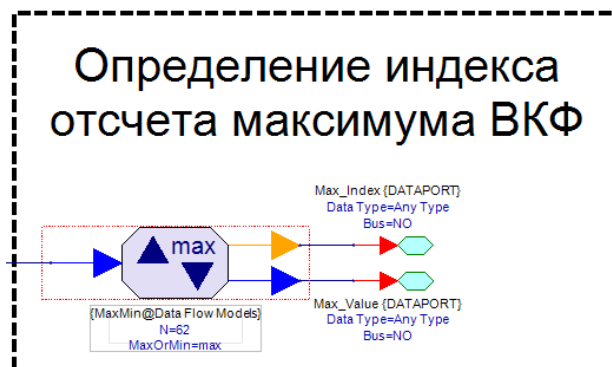 Определение индекса
отсчета максимума ВКФ
Max_Index {DATAPORT}
Data Type=Any Type
Bus=NO
max
{MaxMin@Data Flow Models}
N=62
MaxOrMin=max
Max_Value {DATAPORT}
Data Type=Any Type
Bus=NO